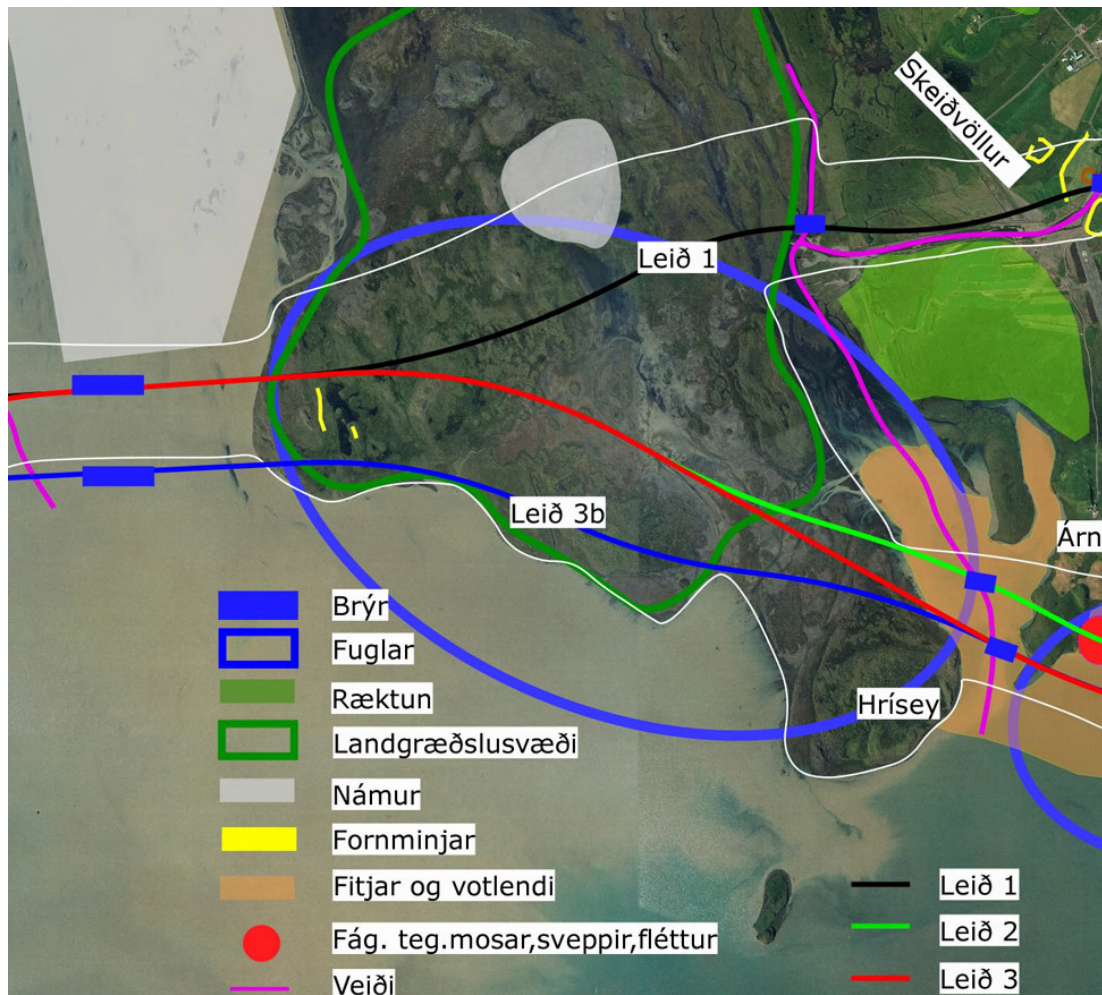 Skeiðvöllur
Leið 1
Leið 3b
Árn
Hrísey
Brýr
Fuglar
Ræktun
Landgræðslusvæði
Námur
Fornminjar
Fitjar og votlendi
Fág. teg.mosar,sveppir,fléttur
Veiði
Leið 1
Leið 2
Leið 3